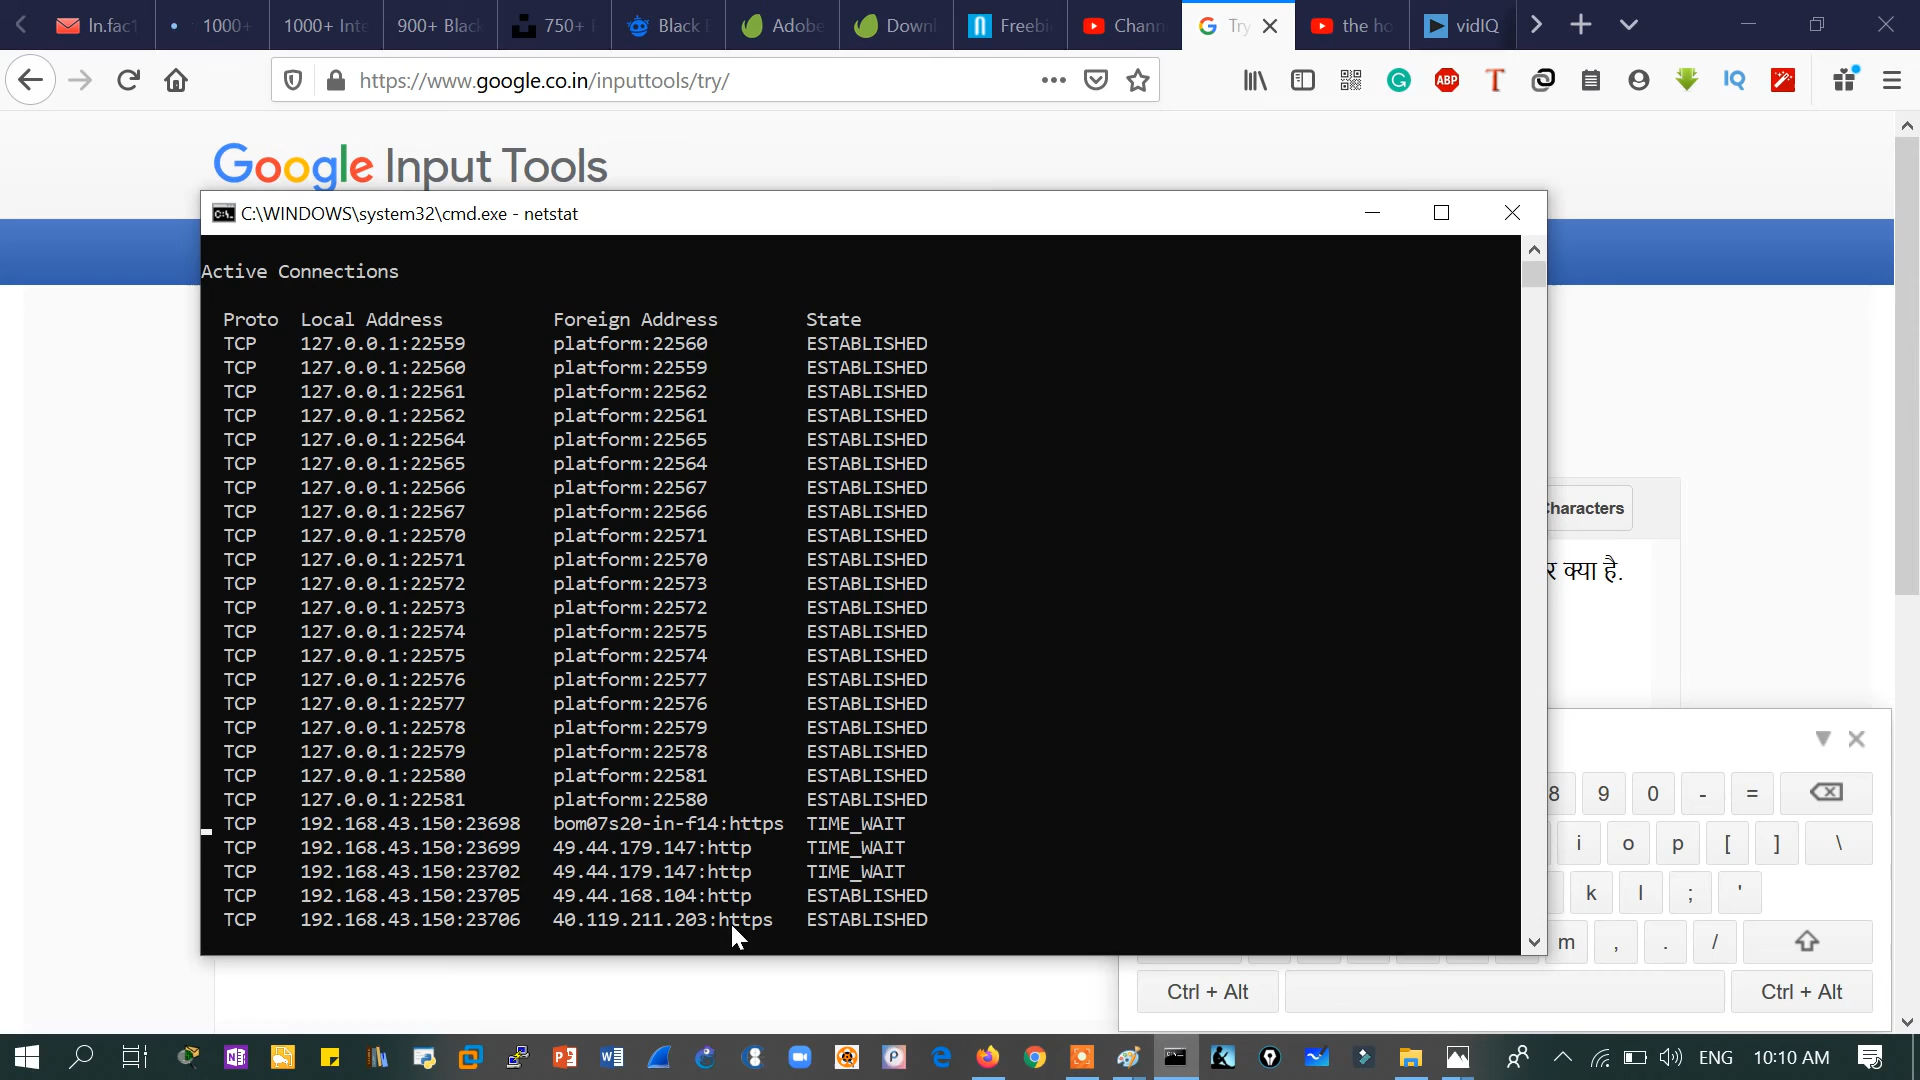 In.fac
1000+
1000+ Inte
900+ Black
750+
Black
Adobe
Down
Freebi
Chann
Try
the ho
vidIQ
https://www.google.co.in/inputtools/try/
ABP
IQ
Google Input Tools
C:\WINDOWS\system32\cmd.exe - netstat
Active Connections
Proto Local Address Foreign Address State
TCP 127.0.0.1:22559 platform:22560 ESTABLISHED
TCP 127.0.0.1:22560 platform:22559 ESTABLISHED
TCP 127.0.0.1:22561 platform:22562 ESTABLISHED
TCP 127.0.0.1:22562 platform:22561 ESTABLISHED
TCP 127.0.0.1:22564 platform:22565 ESTABLISHED
TCP 127.0.0.1:22565 platform:22564 ESTABLISHED
TCP 127.0.0.1:22566 platform:22567 ESTABLISHED
TCP 127.0.0.1:22567 platform:22566 ESTABLISHED
TCP 127.0.0.1:22570 platform:22571 ESTABLISHED
TCP 127.0.0.1:22571 platform:22570 ESTABLISHED
TCP 127.0.0.1:22572 platform:22573 ESTABLISHED
TCP 127.0.0.1:22573 platform:22572 ESTABLISHED
TCP 127.0.0.1:22574 platform:22575 ESTABLISHED
TCP 127.0.0.1:22575 platform:22574 ESTABLISHED
TCP 127.0.0.1:22576 platform:22577 ESTABLISHED
TCP 127.0.0.1:22577 platform:22576 ESTABLISHED
TCP 127.0.0.1:22578 platform:22579 ESTABLISHED
TCP 127.0.0.1:22579 platform:22578 ESTABLISHED
TCP 127.0.0.1:22580 platform:22581 ESTABLISHED
TCP 127.0.0.1:22581 platform:22580 ESTABLISHED
TCP 192.168.43.150:23698 bom07s20-in-f14:https TIME_WAIT
TCP 192.168.43.150:23699 49.44.179.147:http TIME_WAIT
TCP 192.168.43.150:23702 49.44.179.147:http TIME_WAIT
TCP 192.168.43.150:23705 49.44.168.104:http ESTABLISHED
TCP 192.168.43.150:23706 40.119.211.203:https ESTABLISHED
Characters
र क्या है.
8 9 0 - =
i o p [ ] \
k l ; '
m , . /
Ctrl + Alt Ctrl + Alt
ENG 10:10 AM